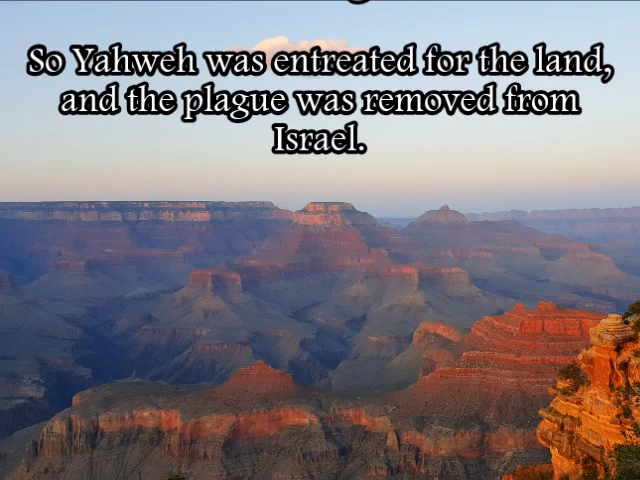 So Yahweh was entreated for the land,
and the plague was removed from
Israel.